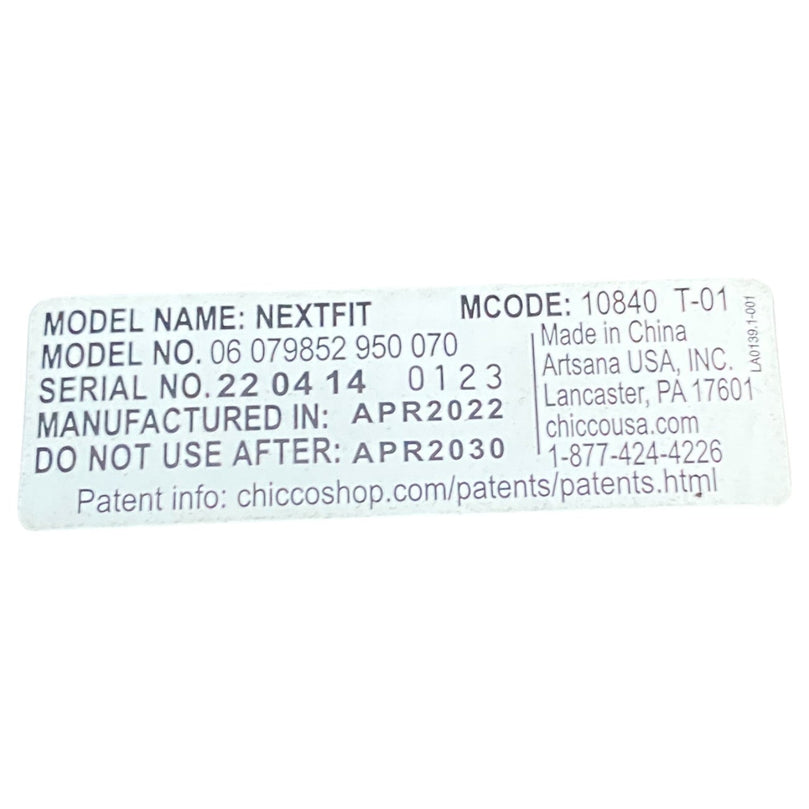 MODEL NAME: NEXTFIT
MCODE: 10840 T-01
MODEL NO. 06 079852 950 070
SERIAL NO. 22 04 14 0123
MANUFACTURED IN: APR2022
DO NOT USE AFTER: APR2030
Made in China
Artsana USA, INC.
Lancaster, PA 17601
chiccousa.com
1-877-424-4226
Patent info: chiccoshop.com/patents/patents.html
LA0139.1-001